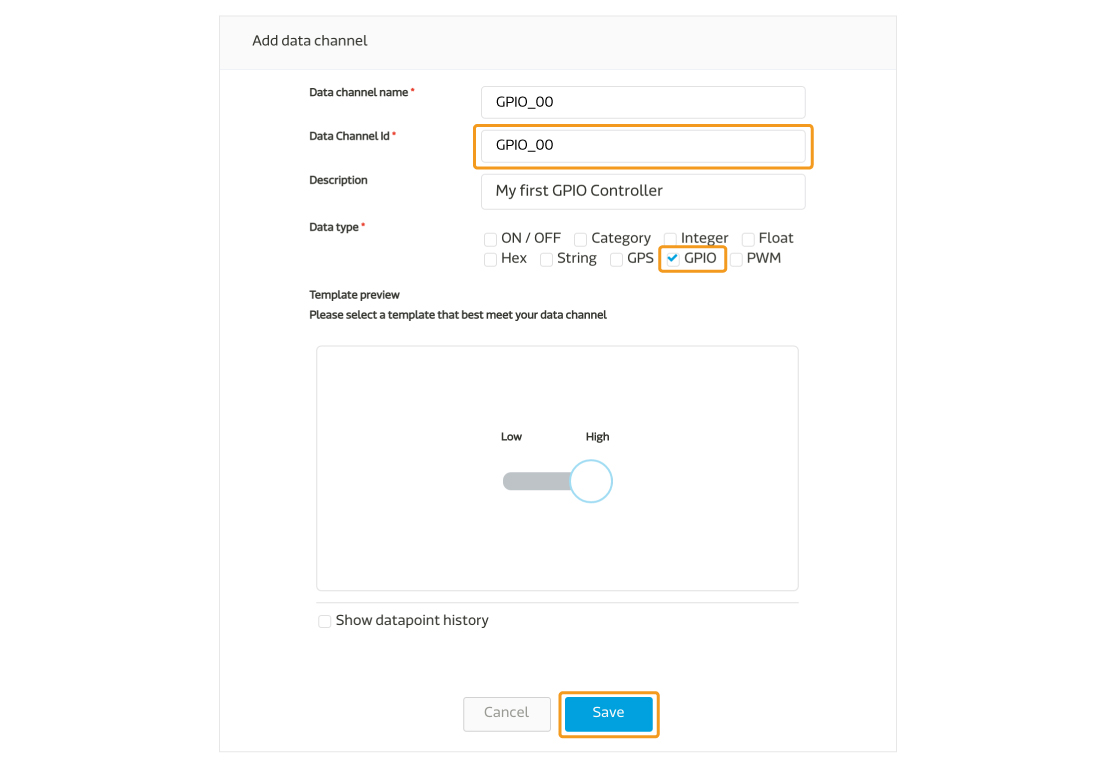 Add data channel
Data channel name *
GPIO_00
Data Channel Id *
GPIO_00
Description
My first GPIO Controller
Data type *
ON / OFF Category Integer Float
Hex String GPS GPIO PWM
Template preview
Please select a template that best meet your data channel
Low High
Show datapoint history
Cancel Save